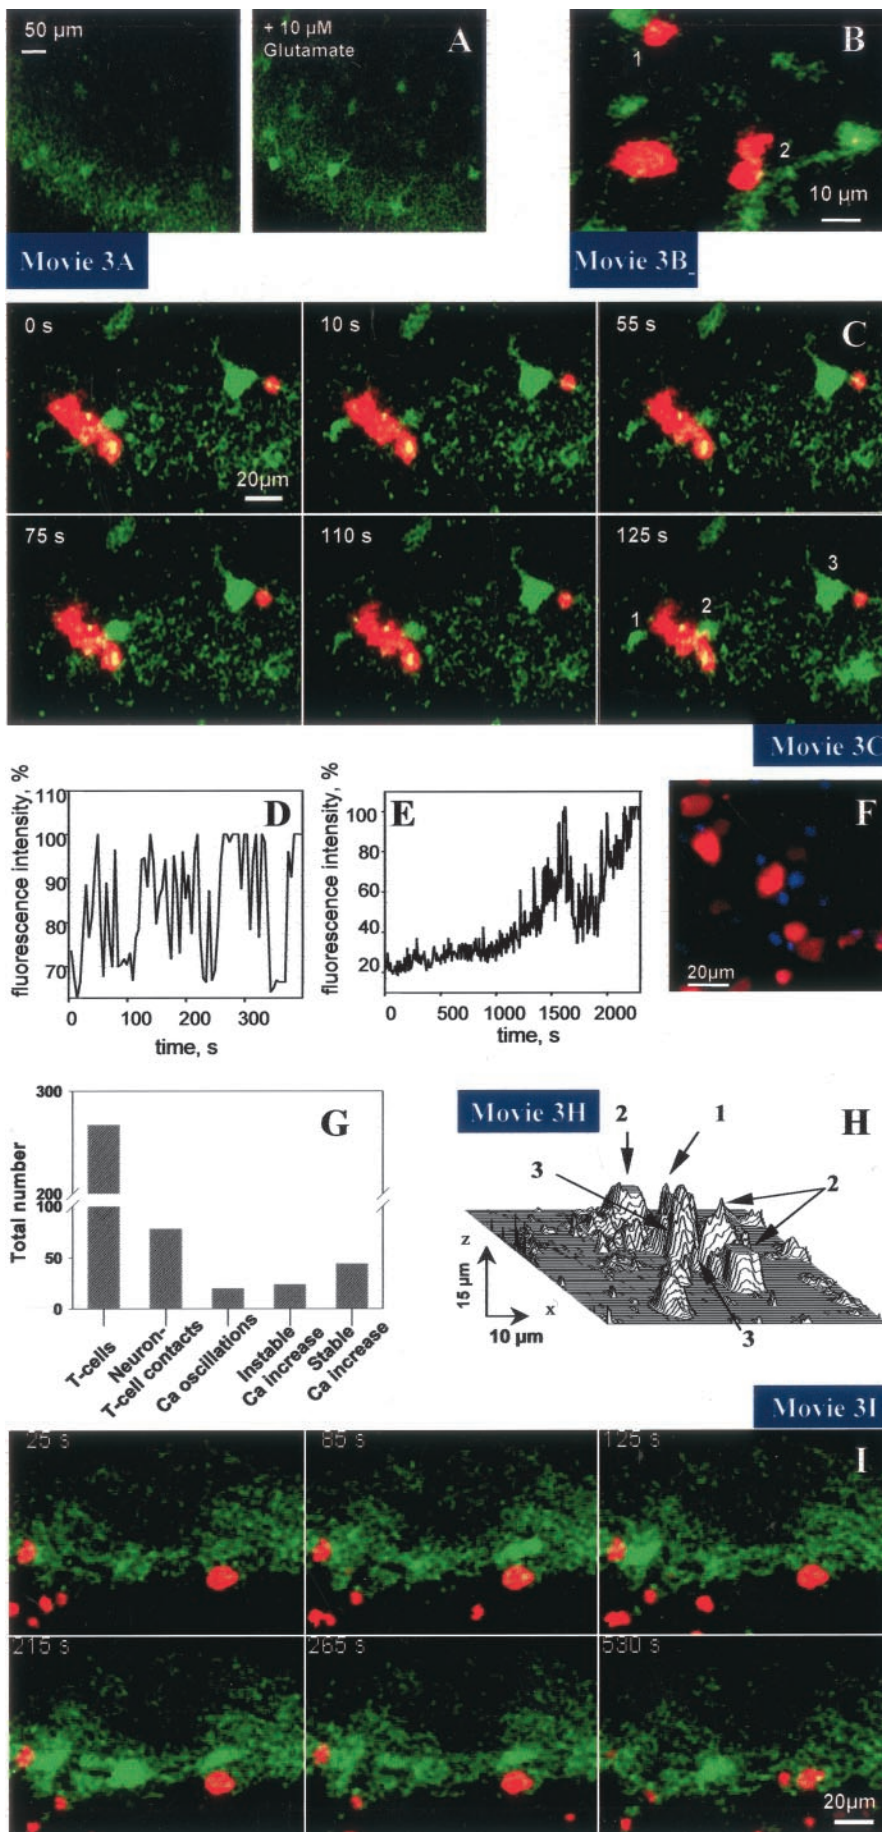 50 µm
+ 10 µM
Glutamate
A
Movie 3A
B
1
2
10 µm
Movie 3B_
0 s
10 s
55 s
C
20µm
75 s
110 s
125 s
1
2
3
Movie 3C
D
fluorescence intensity, %
110
100
90
80
70
0
100
200
300
time, s
E
fluorescence intensity, %
100
80
60
40
20
0
500
1000
1500
2000
time, s
F
20µm
G
Total number
300
200
100
50
0
T-cells
Neuron-
T-cell contacts
Ca oscillations
Instable
Ca increase
Stable
Ca increase
Movie 3H
H
2
1
3
2
3
z
15 µm
x
10 µm
Movie 3I
25 s
85 s
125 s
I
215 s
265 s
530 s
20µm